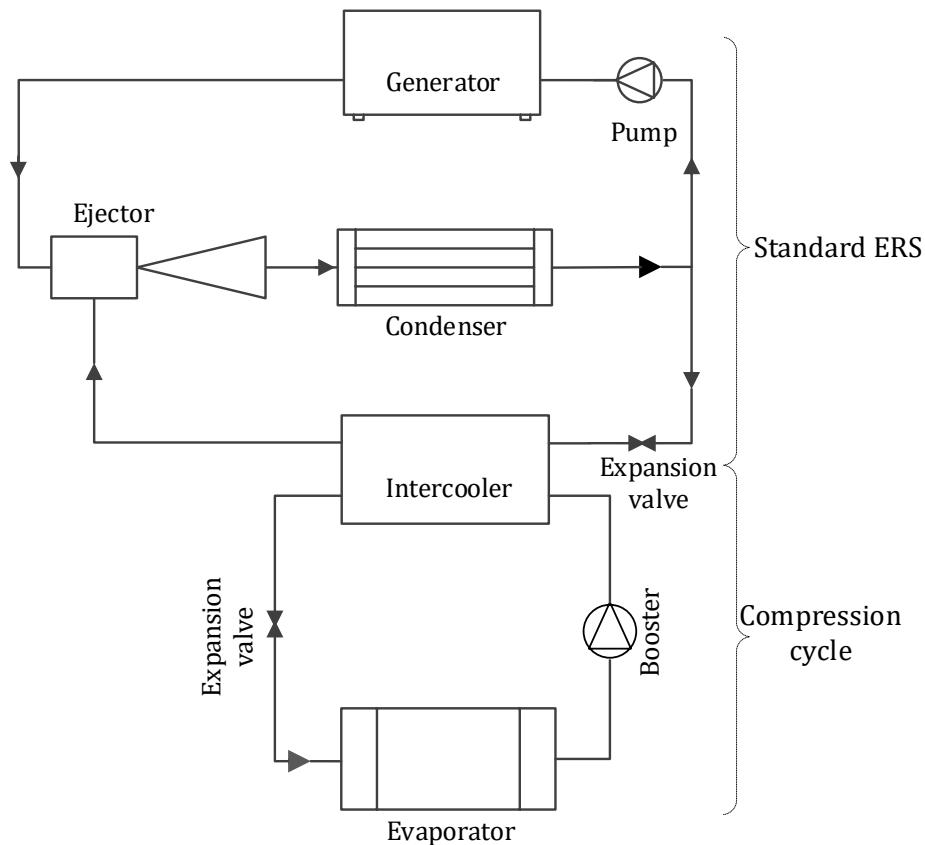 Generator
Pump
Ejector
Standard ERS
Condenser
Expansion
valve
Intercooler
Expansion
valve
Booster
Compression
cycle
Evaporator